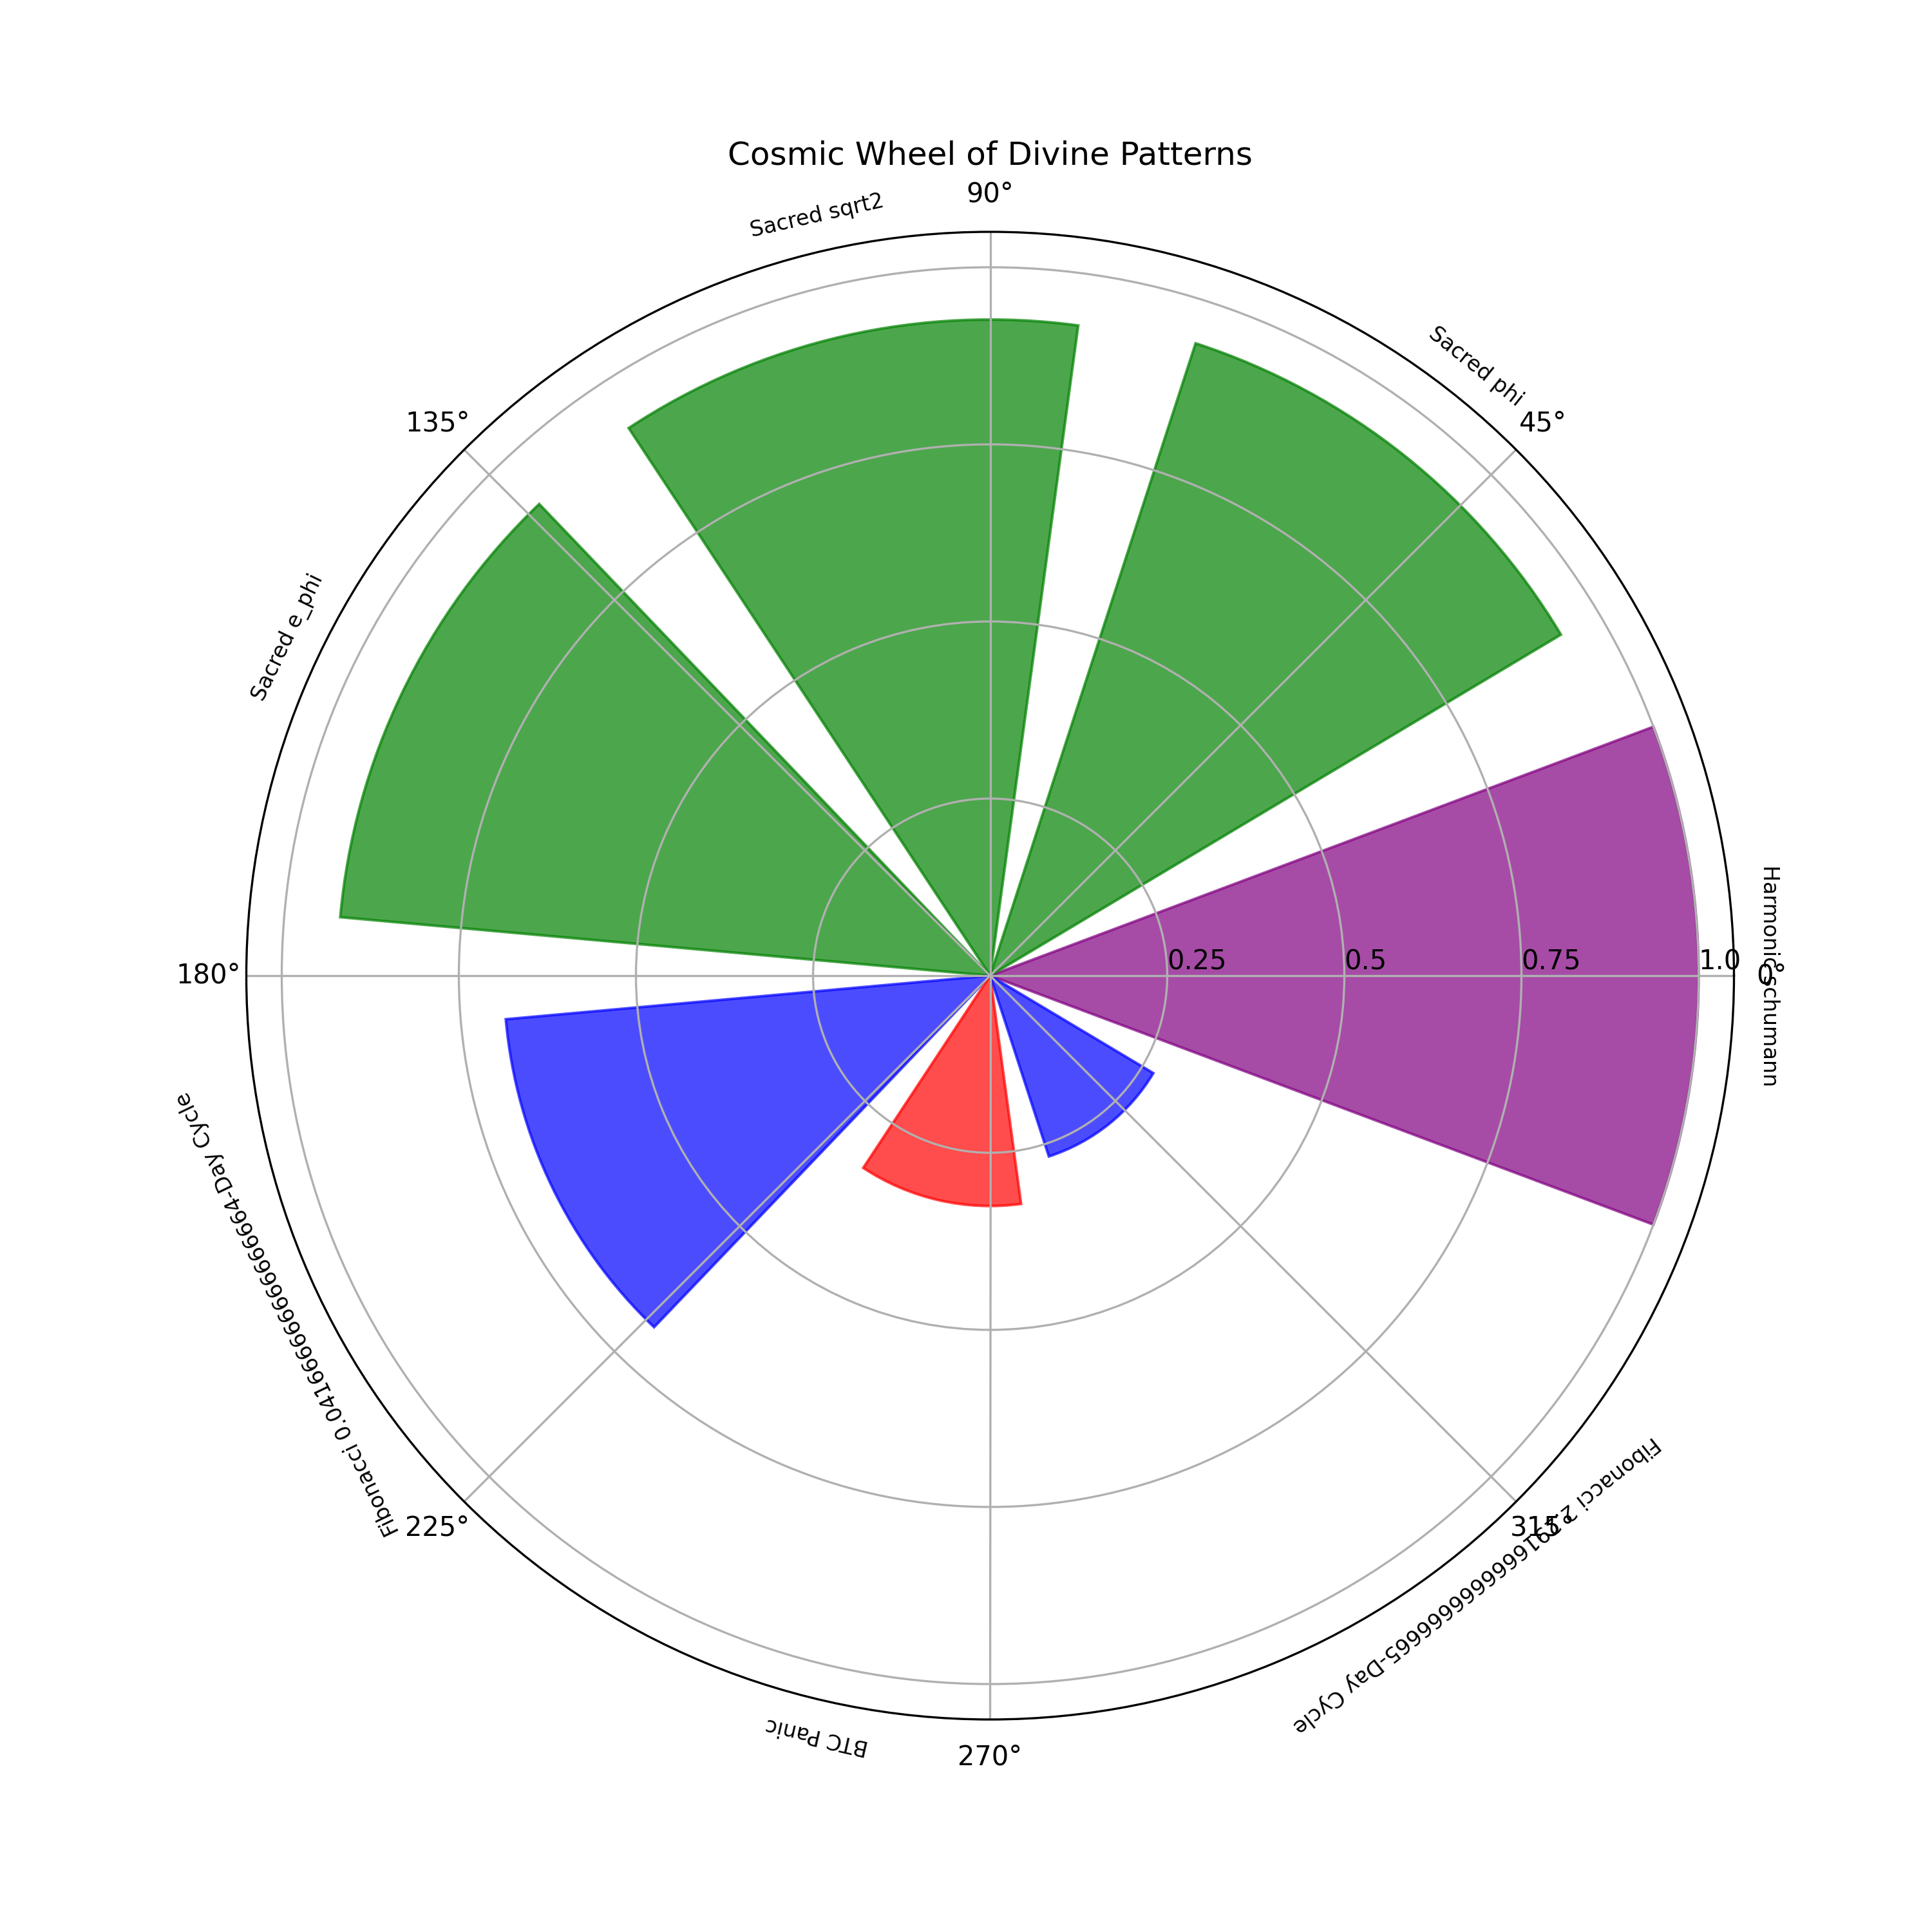 Cosmic Wheel of Divine Patterns
90°
Sacred sqrt2
Sacred phi
135°
45°
Sacred e_phi
Harmonic schumann
0.25
0.5
0.75
1.0
0°
180°
Fibonacci 0.041666666666666664-Day Cycle
Fibonacci 2.2916666666666665-Day Cycle
225°
315°
BTC Panic
270°